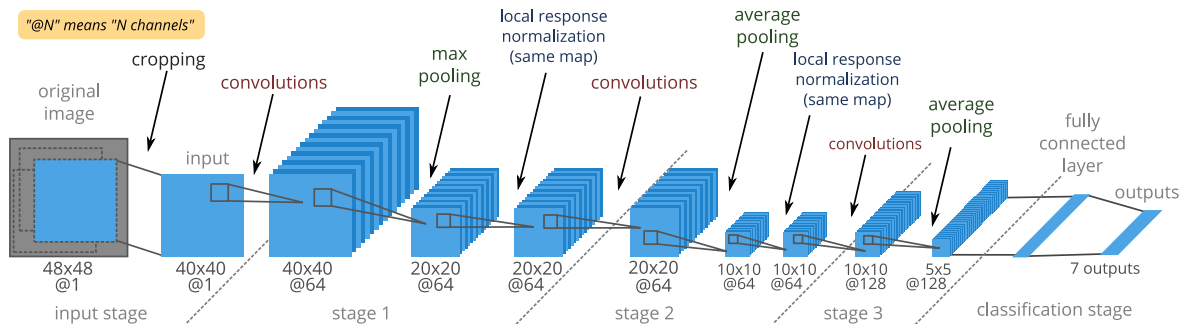 "@N" means "N channels"
cropping
original
image
convolutions
input
max
pooling
local response
normalization
(same map)
convolutions
average
pooling
local response
normalization
(same map)
convolutions
average
pooling
fully
connected
layer
outputs
48x48
@1
40x40
@1
40x40
@64
20x20
@64
20x20
@64
20x20
@64
10x10
@64
10x10
@64
10x10
@128
5x5
@128
7 outputs
input stage
stage 1
stage 2
stage 3
classification stage